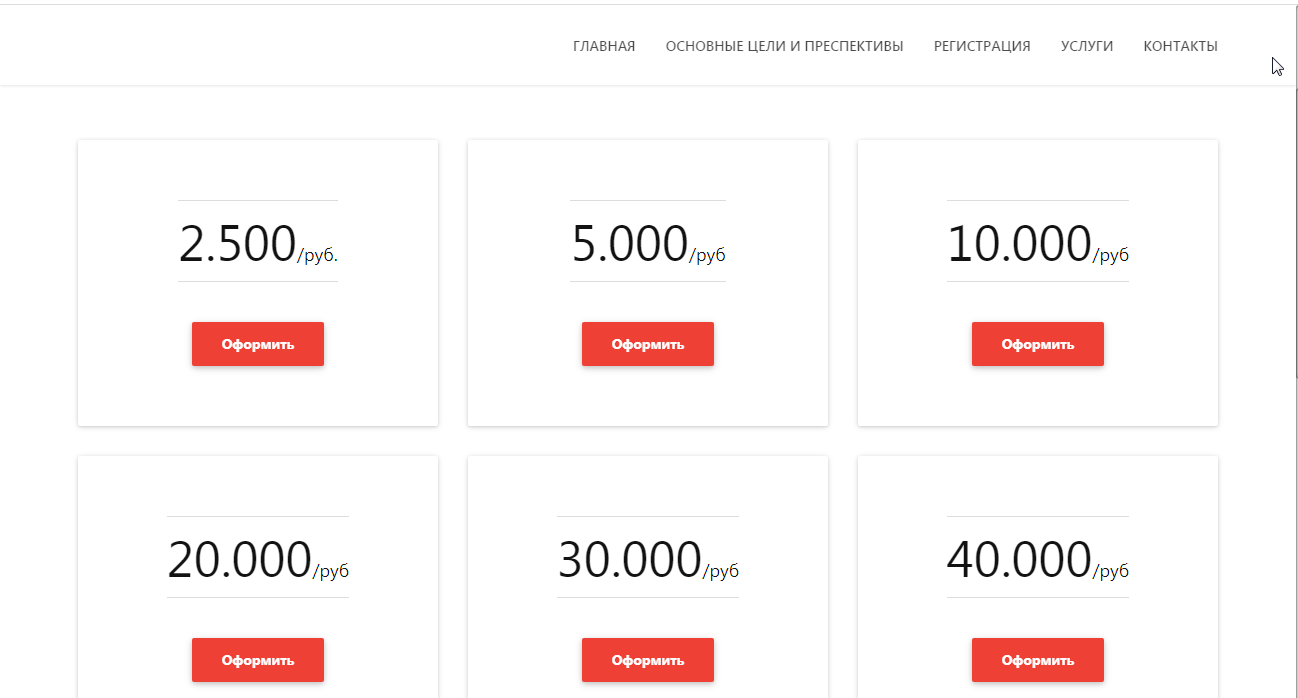 ГЛАВНАЯ ОСНОВНЫЕ ЦЕЛИ И ПРЕСПЕКТИВЫ РЕГИСТРАЦИЯ УСЛУГИ КОНТАКТЫ
2.500/руб. 5.000/руб 10.000/руб
Оформить Оформить Оформить
20.000/руб 30.000/руб 40.000/руб
Оформить Оформить Оформить